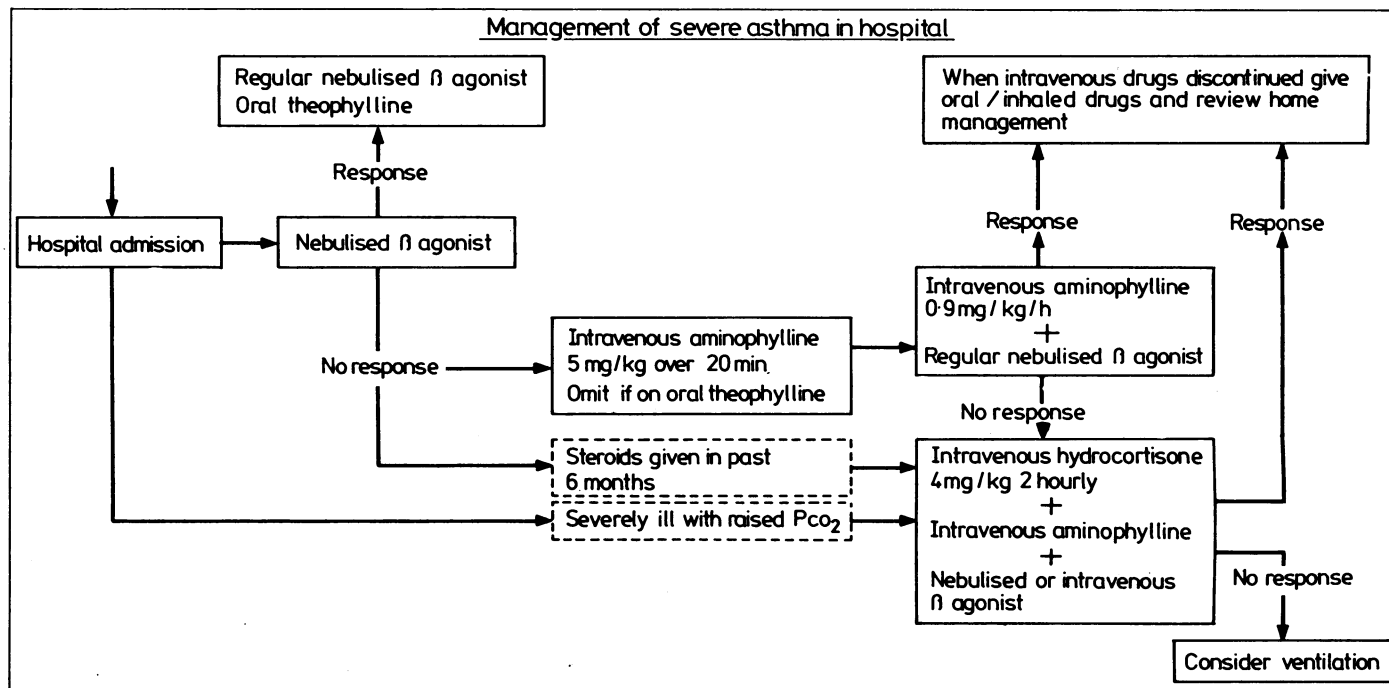 Management of severe asthma in hospital
Regular nebulised β agonist
Oral theophylline
When intravenous drugs discontinued give
oral / inhaled drugs and review home
management
Response
Response
Response
Hospital admission
Nebulised β agonist
Intravenous aminophylline
0·9mg/kg/h
+
Regular nebulised β agonist
No response
Intravenous aminophylline
5 mg/kg over 20 min.
Omit if on oral theophylline
No response
Steroids given in past
6 months
Severely ill with raised Pco₂
Intravenous hydrocortisone
4mg/kg 2 hourly
+
Intravenous aminophylline
+
Nebulised or intravenous
β agonist
No response
Consider ventilation